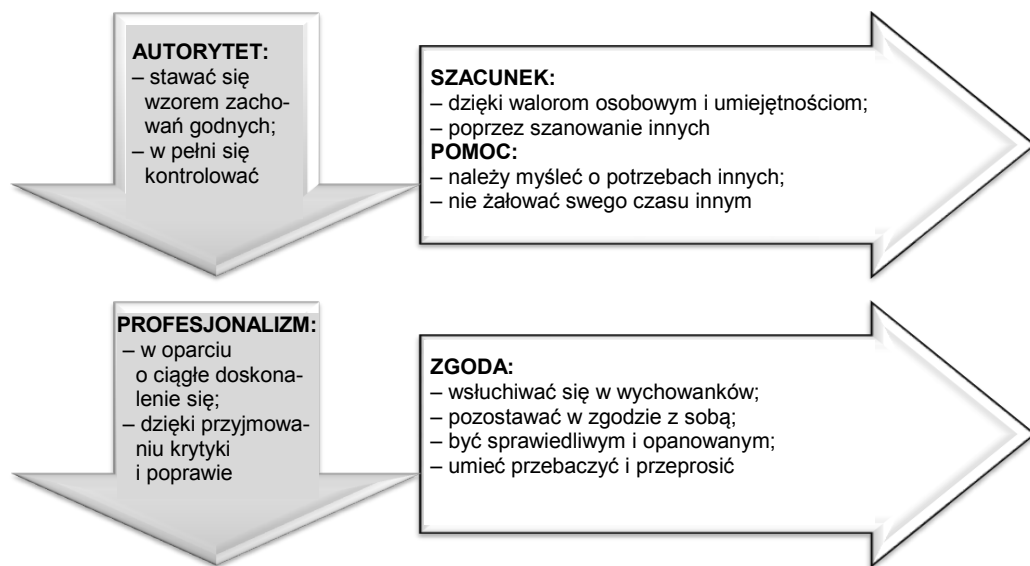 AUTORYTET:
– stawać się
wzorem zacho-
wań godnych;
– w pełni się
kontrolować
SZACUNEK:
– dzięki walorom osobowym i umiejętnościom;
– poprzez szanowanie innych
POMOC:
– należy myśleć o potrzebach innych;
– nie żałować swego czasu innym
PROFESJONALIZM:
– w oparciu
o ciągłe doskona-
lenie się;
– dzięki przyjmowa-
niu krytyki
i poprawie
ZGODA:
– wsłuchiwać się w wychowanków;
– pozostawać w zgodzie z sobą;
– być sprawiedliwym i opanowanym;
– umieć przebaczyć i przeprosić